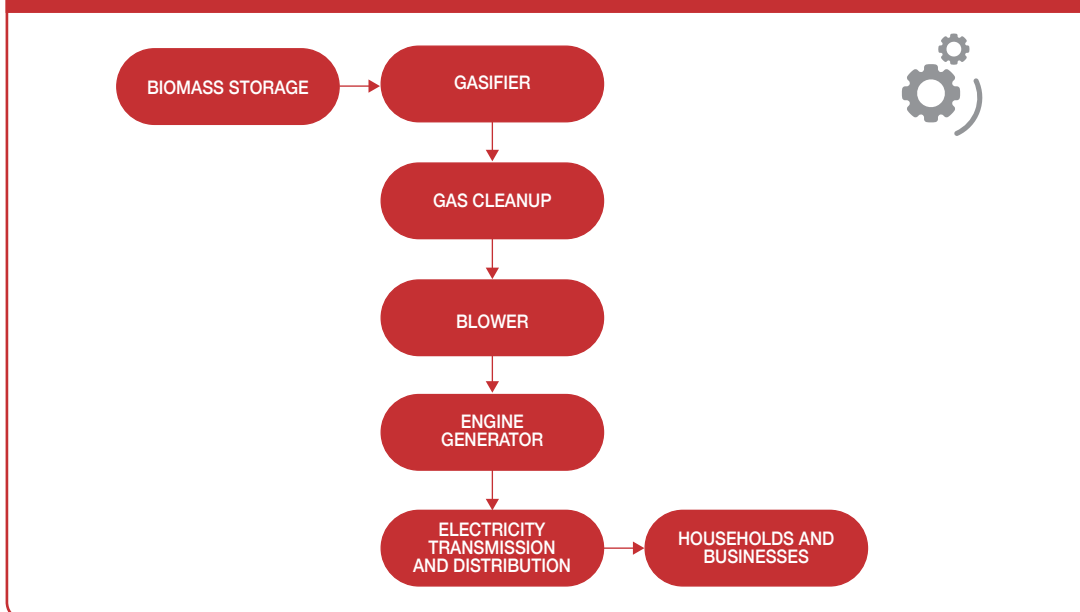 BIOMASS STORAGE
GASIFIER
GAS CLEANUP
BLOWER
ENGINE
GENERATOR
ELECTRICITY
TRANSMISSION
AND DISTRIBUTION
HOUSEHOLDS AND
BUSINESSES